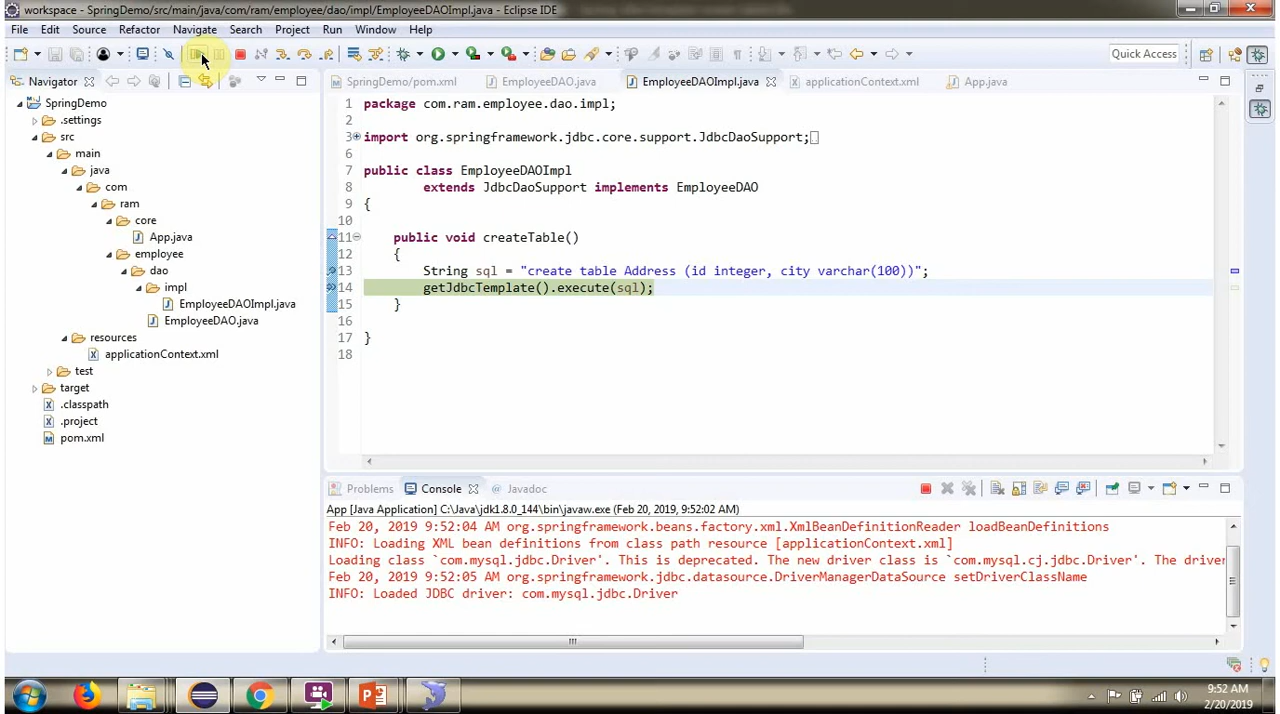 workspace - SpringDemo/src/main/java/com/ram/employee/dao/impl/EmployeeDAOImpl.java - Eclipse IDE
File Edit Source Refactor Navigate Search Project Run Window Help
Quick Access
Navigator
SpringDemo/pom.xml EmployeeDAO.java EmployeeDAOImpl.java applicationContext.xml App.java
SpringDemo
.settings
src
main
java
com
ram
core
App.java
employee
dao
impl
EmployeeDAOImpl.java
EmployeeDAO.java
resources
applicationContext.xml
test
target
.classpath
.project
pom.xml
1 package com.ram.employee.dao.impl;
2
3 import org.springframework.jdbc.core.support.JdbcDaoSupport;
6
7 public class EmployeeDAOImpl
8 extends JdbcDaoSupport implements EmployeeDAO
9 {
10
11 public void createTable()
12 {
13 String sql = "create table Address (id integer, city varchar(100))";
14 getJdbcTemplate().execute(sql);
15 }
16
17 }
18
Problems Console Javadoc
App [Java Application] C:\Java\jdk1.8.0_144\bin\javaw.exe (Feb 20, 2019, 9:52:02 AM)
Feb 20, 2019 9:52:04 AM org.springframework.beans.factory.xml.XmlBeanDefinitionReader loadBeanDefinitions
INFO: Loading XML bean definitions from class path resource [applicationContext.xml]
Loading class `com.mysql.jdbc.Driver'. This is deprecated. The new driver class is `com.mysql.cj.jdbc.Driver'. The driver
Feb 20, 2019 9:52:05 AM org.springframework.jdbc.datasource.DriverManagerDataSource setDriverClassName
INFO: Loaded JDBC driver: com.mysql.jdbc.Driver
9:52 AM
2/20/2019